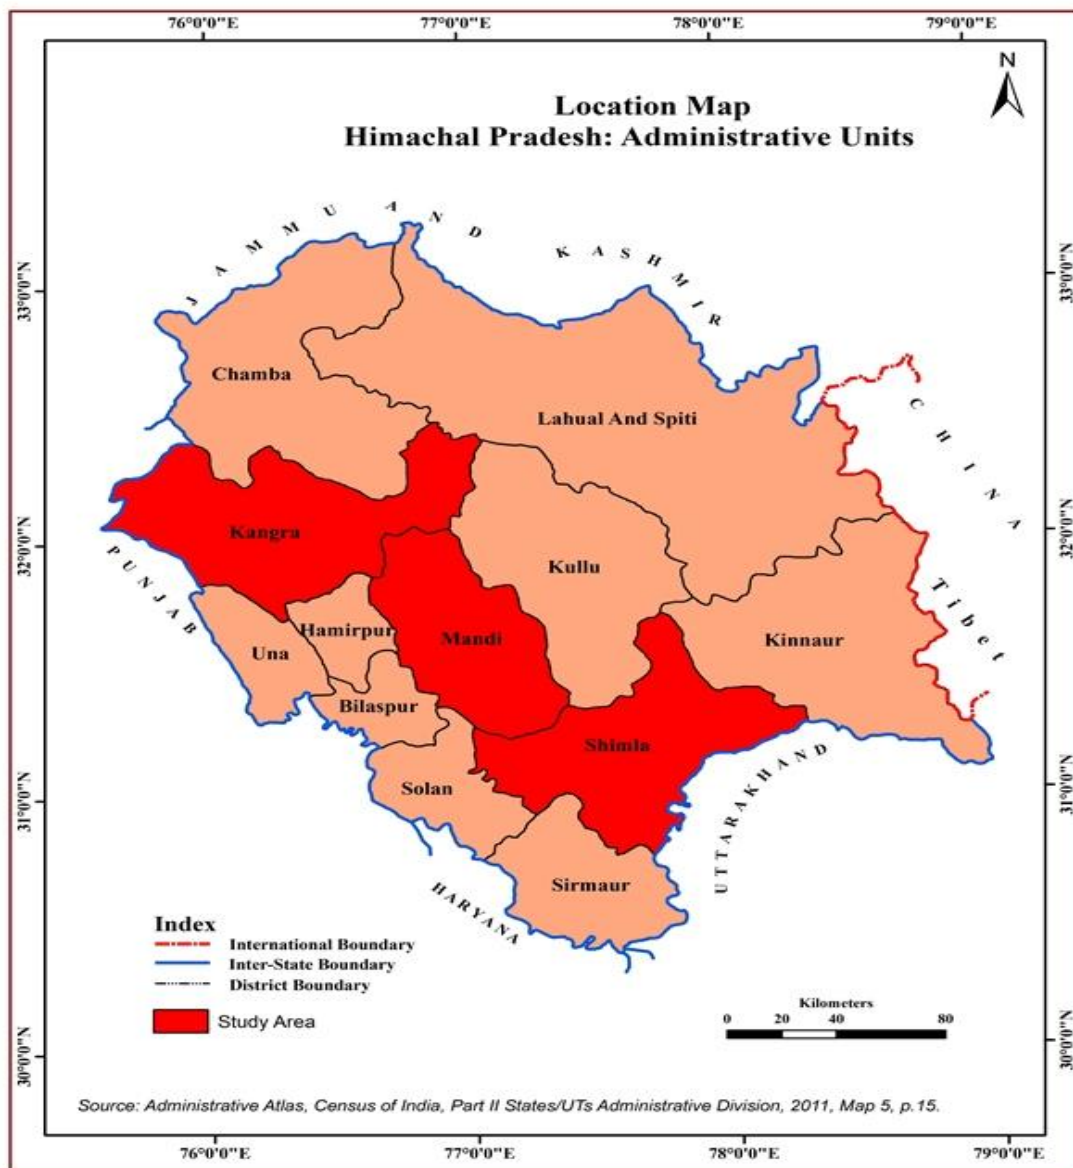 76°0'0"E 77°0'0"E 78°0'0"E 79°0'0"E
N
Location Map
Himachal Pradesh: Administrative Units
JAMMU AND KASHMIR
33°0'0"N
33°0'0"N
Chamba
Lahual And Spiti
CHINA
Kangra
32°0'0"N
32°0'0"N
PUNJAB
Kullu
Tibet
Hamirpur
Mandi
Kinnaur
Una
Bilaspur
Shimla
Solan
31°0'0"N
31°0'0"N
UTTARAKHAND
Sirmaur
HARYANA
Index
International Boundary
Inter-State Boundary
District Boundary
Study Area
Kilometers
0 20 40 80
30°0'0"N
30°0'0"N
Source: Administrative Atlas, Census of India, Part II States/UTs Administrative Division, 2011, Map 5, p.15.
76°0'0"E 77°0'0"E 78°0'0"E 79°0'0"E